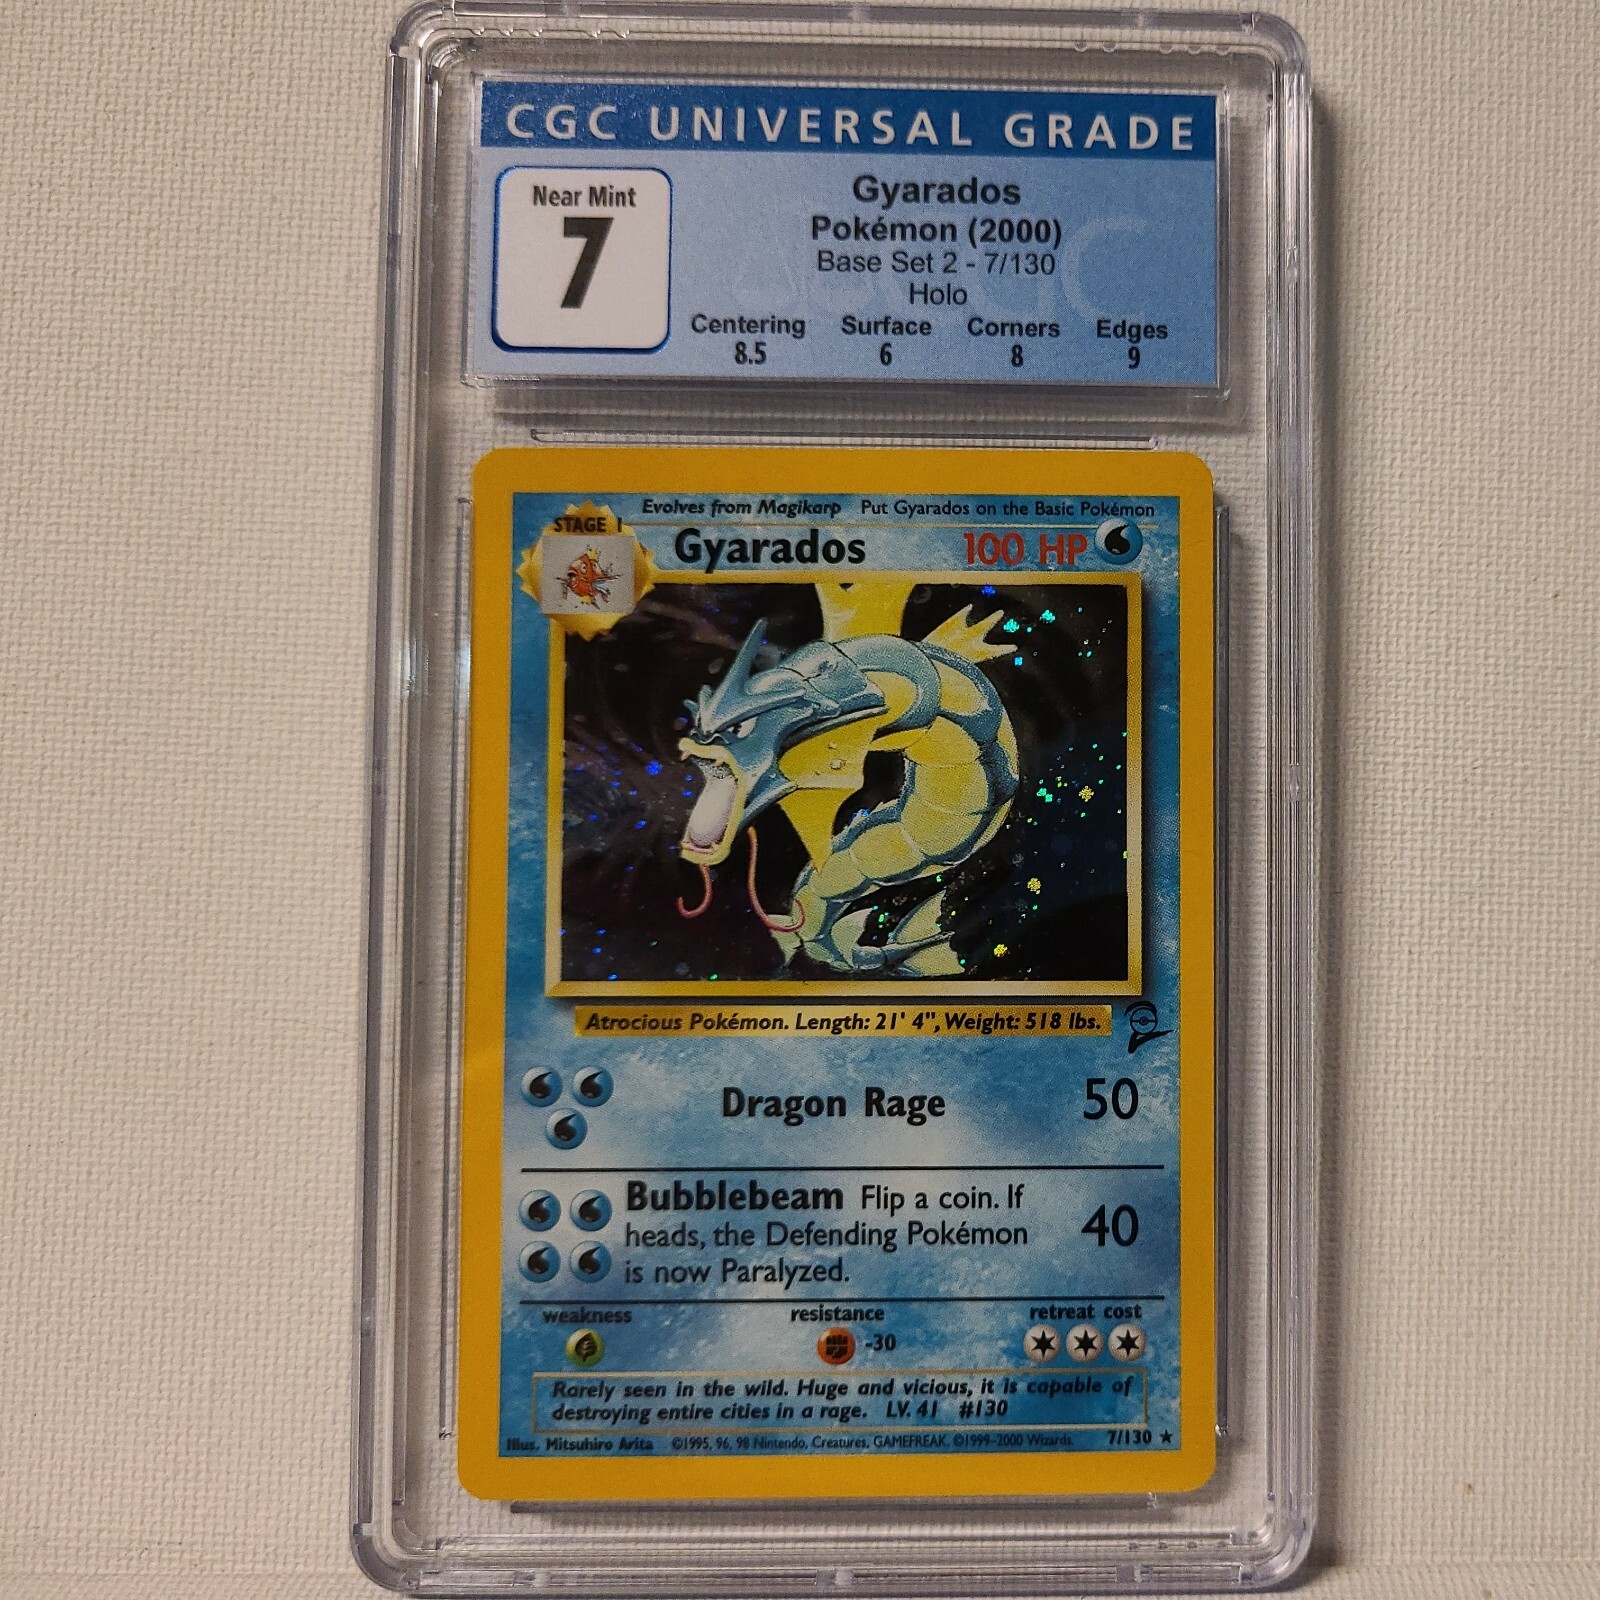 CGC UNIVERSAL GRADE
Near Mint
7
Gyarados
Pokémon (2000)
Base Set 2 - 7/130
Holo
Centering Surface Corners Edges
8.5 6 8 9
Evolves from Magikarp Put Gyarados on the Basic Pokémon
STAGE 1
Gyarados 100 HP
Atrocious Pokémon. Length: 21' 4", Weight: 518 lbs.
Dragon Rage 50
Bubblebeam Flip a coin. If
heads, the Defending Pokémon
is now Paralyzed.
40
weakness resistance retreat cost
-30
Rarely seen in the wild. Huge and vicious, it is capable of
destroying entire cities in a rage. LV. 41 #130
Illus. Mitsuhiro Arita ©1995, 96, 98 Nintendo, Creatures, GAMEFREAK. ©1999-2000 Wizards. 7/130 ★